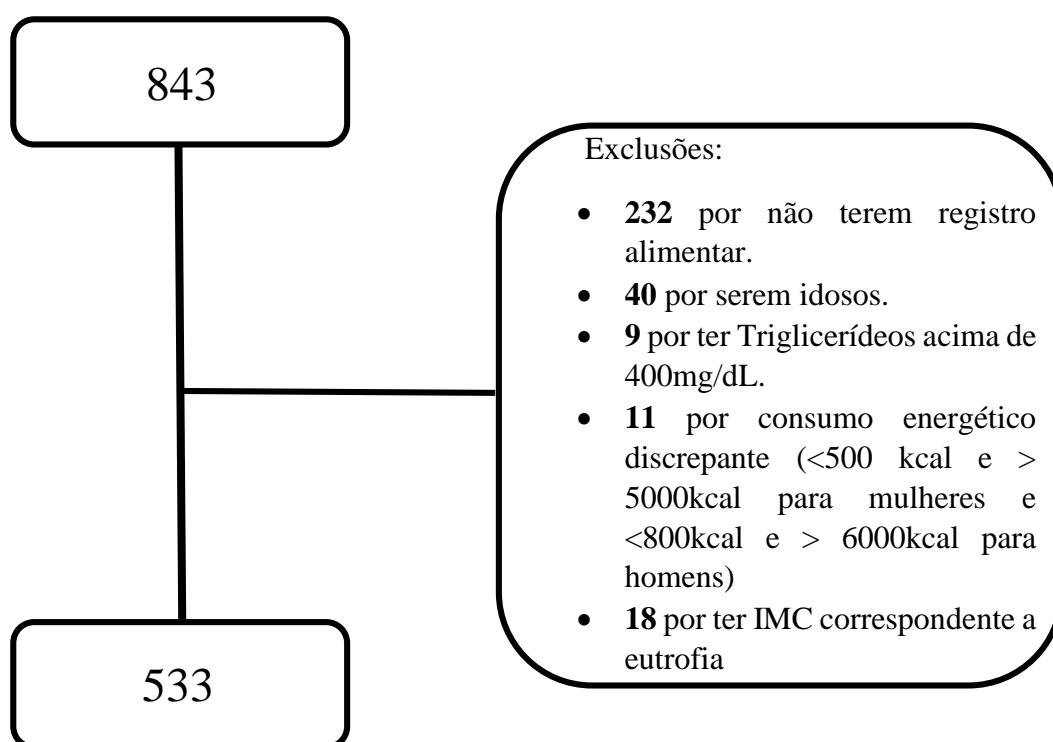 843
Exclusões:
• 232 por não terem registro
alimentar.
• 40 por serem idosos.
• 9 por ter Triglicerídeos acima de
400mg/dL.
• 11 por consumo energético
discrepante (<500 kcal e >
5000kcal para mulheres e
<800kcal e > 6000kcal para
homens)
• 18 por ter IMC correspondente a
eutrofia
533